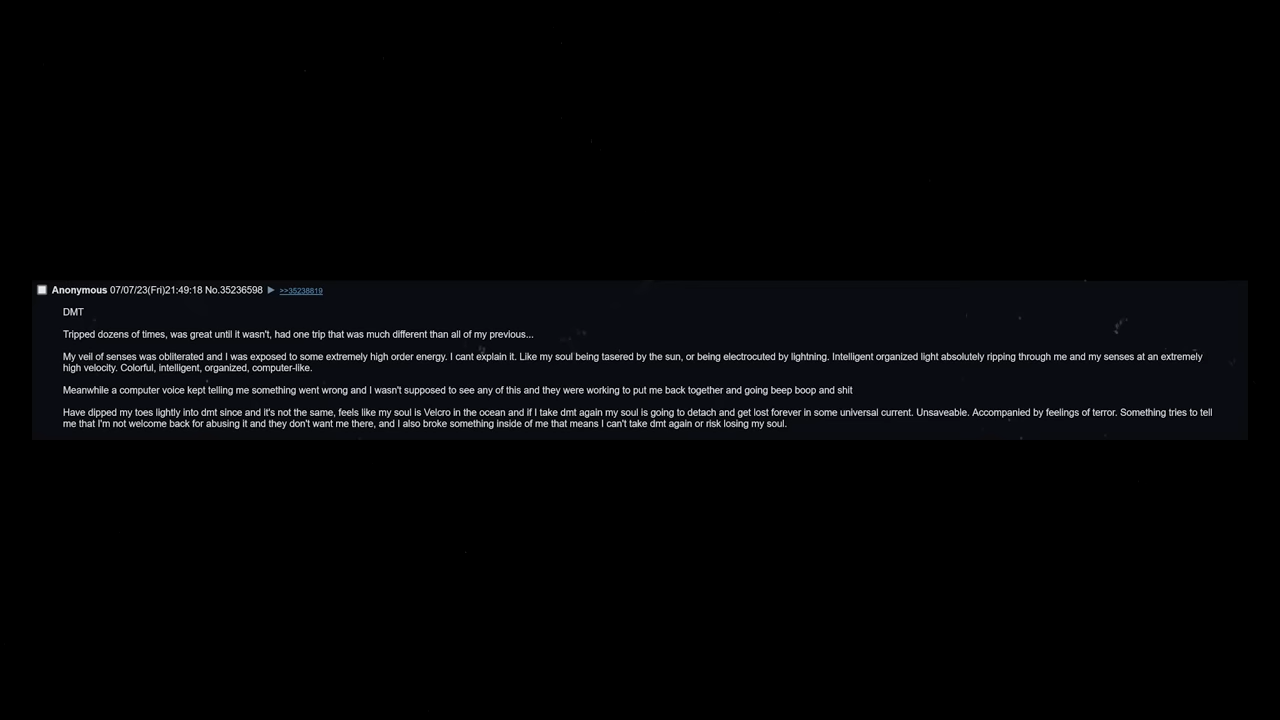 Anonymous 07/07/23(Fri)21:49:18 No.35236598 ▶ >>35238819
DMT
Tripped dozens of times, was great until it wasn't, had one trip that was much different than all of my previous...
My veil of senses was obliterated and I was exposed to some extremely high order energy. I cant explain it. Like my soul being tasered by the sun, or being electrocuted by lightning. Intelligent organized light absolutely ripping through me and my senses at an extremely
high velocity. Colorful, intelligent, organized, computer-like.
Meanwhile a computer voice kept telling me something went wrong and I wasn't supposed to see any of this and they were working to put me back together and going beep boop and shit
Have dipped my toes lightly into dmt since and it's not the same, feels like my soul is Velcro in the ocean and if I take dmt again my soul is going to detach and get lost forever in some universal current. Unsaveable. Accompanied by feelings of terror. Something tries to tell
me that I'm not welcome back for abusing it and they don't want me there, and I also broke something inside of me that means I can't take dmt again or risk losing my soul.